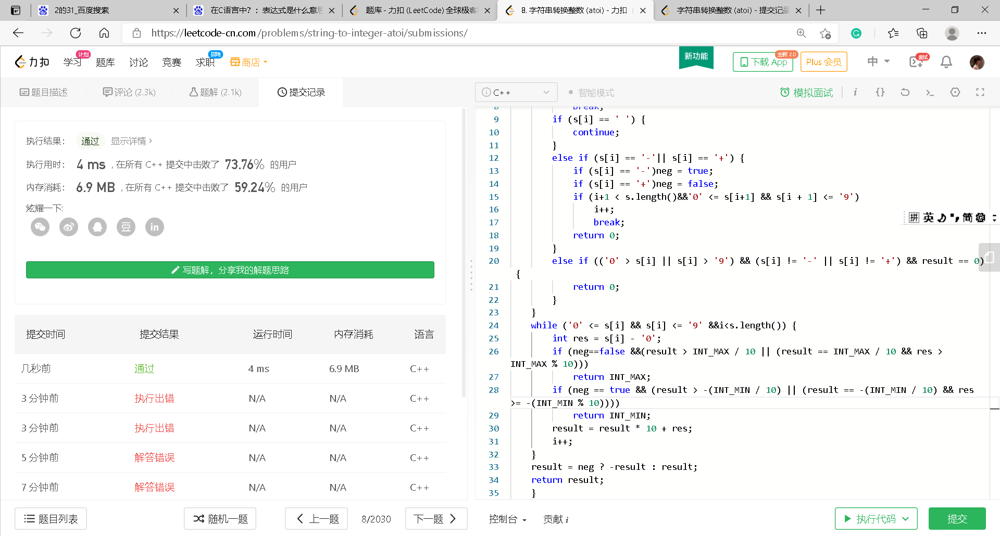 2的31_百度搜索
在C语言中? : 表达式是什么意思
题库 - 力扣 (LeetCode) 全球极客
8. 字符串转换整数 (atoi) - 力扣 (
字符串转换整数 (atoi) - 提交记录
https://leetcode-cn.com/problems/string-to-integer-atoi/submissions/
力扣
学习
计划
题库
讨论
竞赛
求职
招聘
商店
新功能
下载 App
全新 2.0
Plus 会员
中
面试
题目描述
评论 (2.3k)
题解 (2.1k)
提交记录
C++
智能模式
模拟面试
执行结果:
通过
显示详情 >
执行用时: 4 ms , 在所有 C++ 提交中击败了 73.76% 的用户
内存消耗: 6.9 MB , 在所有 C++ 提交中击败了 59.24% 的用户
炫耀一下:
豆
in
写题解, 分享我的解题思路
提交时间 提交结果 运行时间 内存消耗 语言
几秒前 通过 4 ms 6.9 MB C++
3 分钟前 执行出错 N/A N/A C++
3 分钟前 执行出错 N/A N/A C++
5 分钟前 解答错误 N/A N/A C++
7 分钟前 解答错误 N/A N/A C++
8 break;
9 if (s[i] == ' ') {
10 continue;
11 }
12 else if (s[i] == '-'|| s[i] == '+') {
13 if (s[i] == '-')neg = true;
14 if (s[i] == '+')neg = false;
15 if (i+1 < s.length()&&'0' <= s[i+1] && s[i + 1] <= '9')
16 i++;
17 break;
18 return 0;
19 }
20 else if (('0' > s[i] || s[i] > '9') && (s[i] != '-' || s[i] != '+') && result == 0)
{
21 return 0;
22 }
23 }
24 while ('0' <= s[i] && s[i] <= '9' &&i<s.length()) {
25 int res = s[i] - '0';
26 if (neg==false &&(result > INT_MAX / 10 || (result == INT_MAX / 10 && res >
INT_MAX % 10)))
27 return INT_MAX;
28 if (neg == true && (result > -(INT_MIN / 10) || (result == -(INT_MIN / 10) && res
>= -(INT_MIN % 10))))
29 return INT_MIN;
30 result = result * 10 + res;
31 i++;
32 }
33 result = neg ? -result : result;
34 return result;
35 }
拼 英 简
题目列表
随机一题
上一题
8/2030
下一题
控制台
贡献 i
执行代码
提交